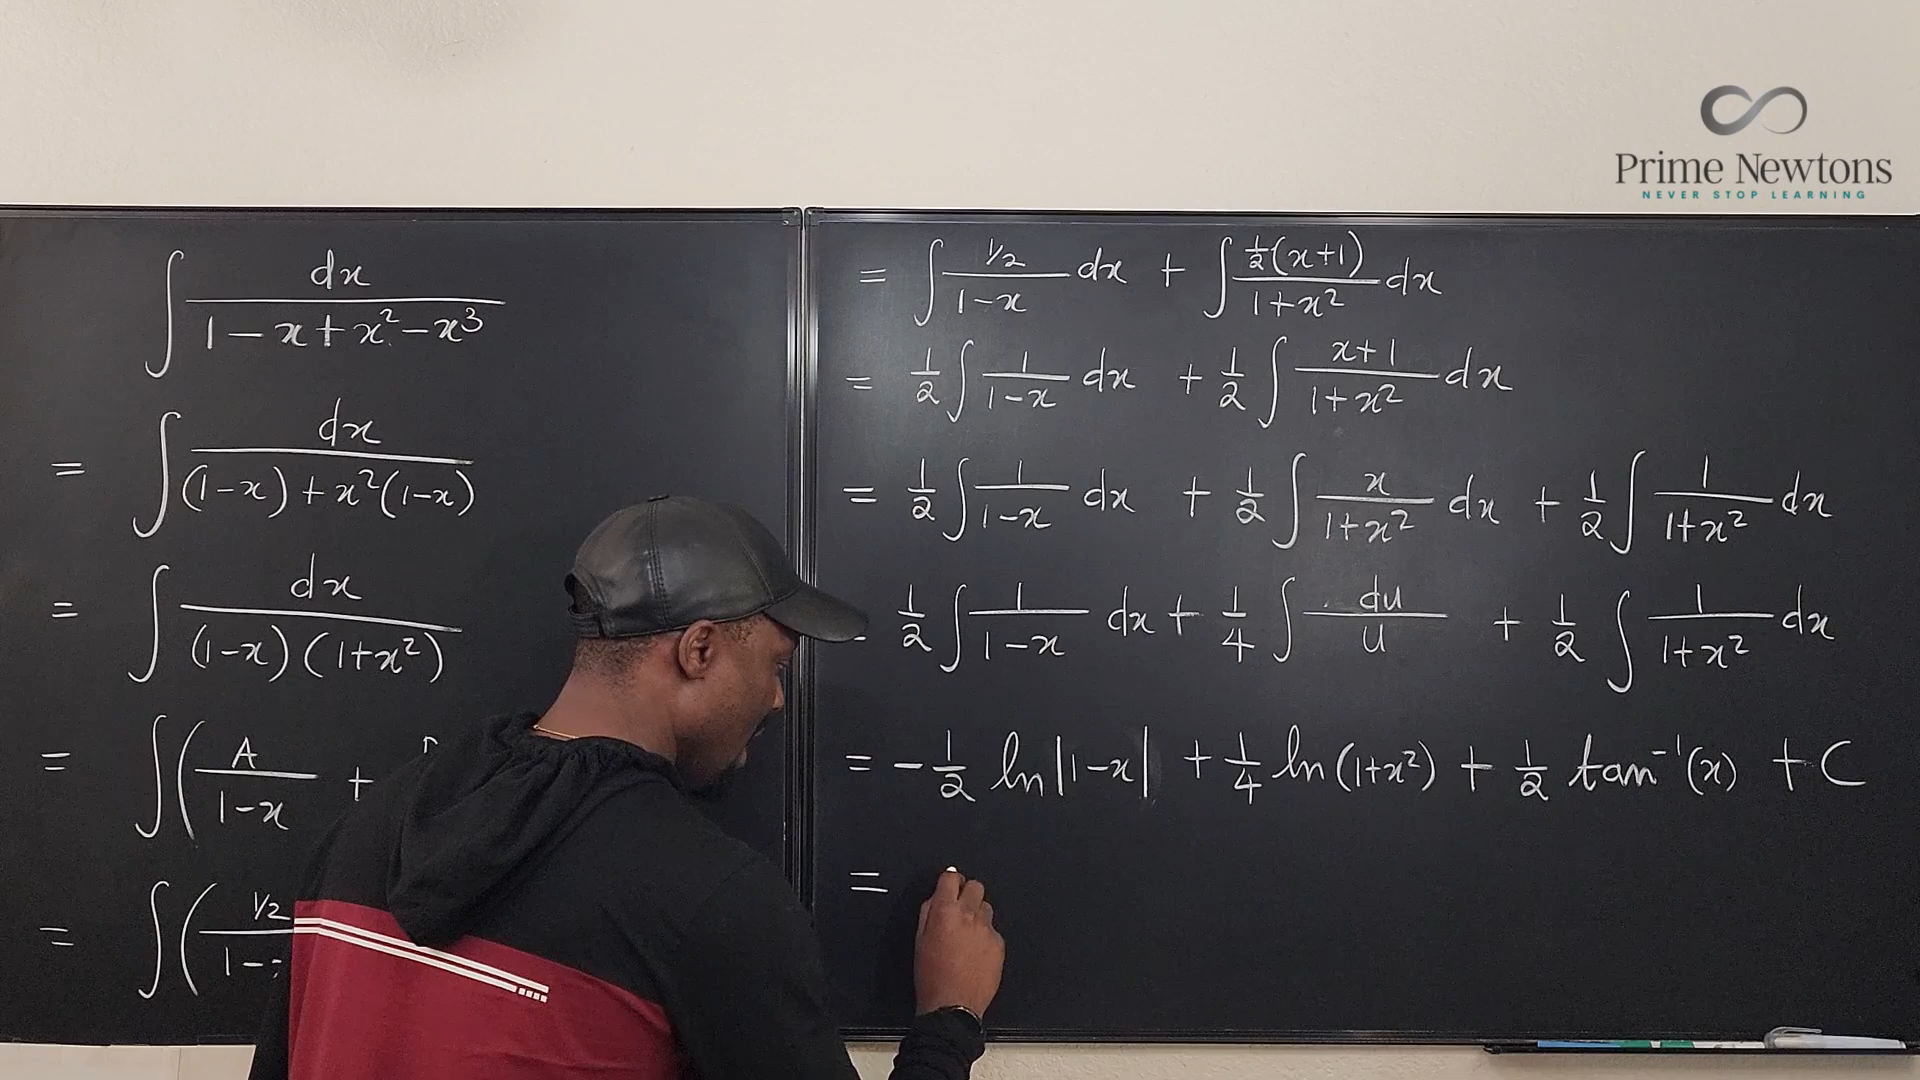 Prime Newtons
NEVER STOP LEARNING
∫ dx / (1 − x + x² − x³)
= ∫ dx / ((1−x) + x²(1−x))
= ∫ dx / ((1−x)(1+x²))
= ∫ ( A / (1−x) +
= ∫ ( 1/2 / (1−
= ∫ (1/2) / (1−x) dx + ∫ ½(x+1) / (1+x²) dx
= ½ ∫ 1 / (1−x) dx + ½ ∫ (x+1) / (1+x²) dx
= ½ ∫ 1 / (1−x) dx + ½ ∫ x / (1+x²) dx + ½ ∫ 1 / (1+x²) dx
= ½ ∫ 1 / (1−x) dx + ¼ ∫ du / u + ½ ∫ 1 / (1+x²) dx
= −½ ln|1−x| + ¼ ln(1+x²) + ½ tan⁻¹(x) + C
=